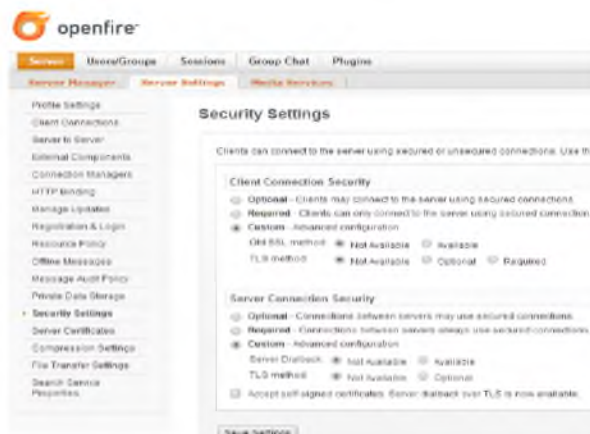 openfire
Server Users/Groups Sessions Group Chat Plugins
Server Manager Server Settings Media Services
Profile Settings
Client Connections
Server to Server
External Components
Connection Managers
HTTP Binding
Manage Updates
Registration & Login
Resource Policy
Offline Messages
Message Audit Policy
Private Data Storage
Security Settings
Server Certificates
Compression Settings
File Transfer Settings
Search Service
Properties
Security Settings
Clients can connect to the server using secured or unsecured connections. Use th
Client Connection Security
Optional - Clients may connect to the server using secured connections.
Required - Clients can only connect to the server using secured connection
Custom - Advanced configuration
Old SSL method: Not Available Available
TLS method: Not Available Optional Required
Server Connection Security
Optional - Connections between servers may use secured connections.
Required - Connections between servers always use secured connections.
Custom - Advanced configuration
Server Dialback: Not Available Available
TLS method: Not Available Optional
Accept self-signed certificates. Server dialback over TLS is now available.
Save Settings